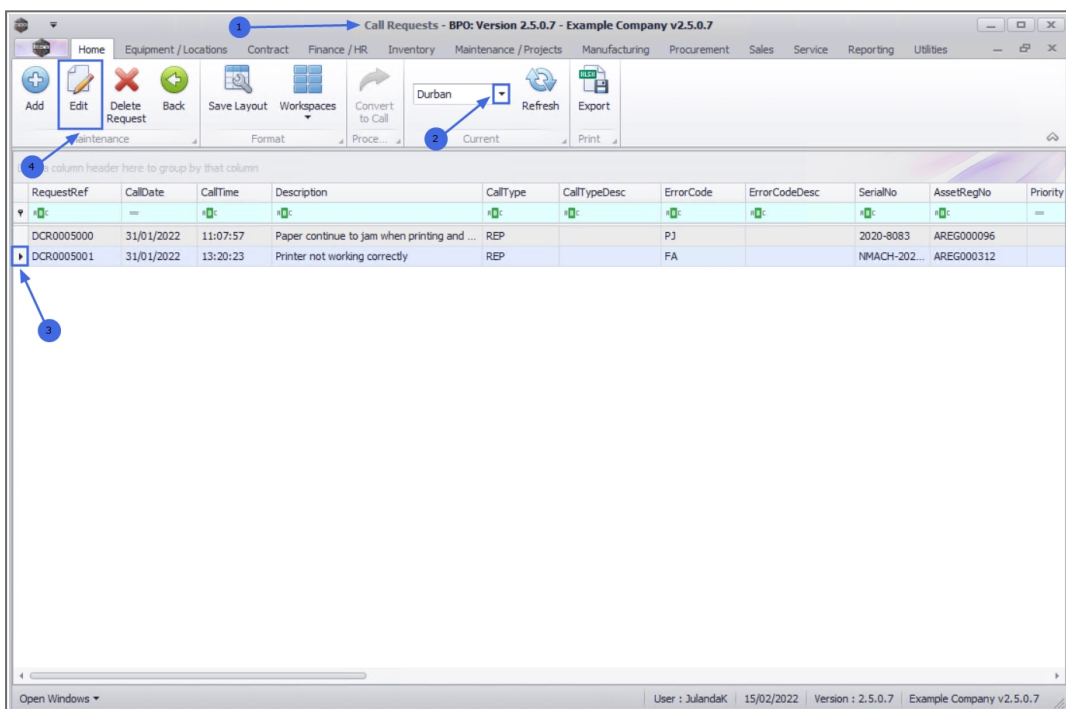 1
Call Requests - BPO: Version 2.5.0.7 - Example Company v2.5.0.7
Home Equipment / Locations Contract Finance / HR Inventory Maintenance / Projects Manufacturing Procurement Sales Service Reporting Utilities
Add Edit Delete Request Back Save Layout Workspaces Convert to Call Durban Refresh Export
4 Format Proce... 2 Current Print
column header here to group by that column
RequestRef CallDate CallTime Description CallType CallTypeDesc ErrorCode ErrorCodeDesc SerialNo AssetRegNo Priority
DCR0005000 31/01/2022 11:07:57 Paper continue to jam when printing and ... REP PJ 2020-8083 AREG000096
DCR0005001 31/01/2022 13:20:23 Printer not working correctly REP FA NMACH-202... AREG000312
3
Open Windows User : JulandaK 15/02/2022 Version : 2.5.0.7 Example Company v2.5.0.7